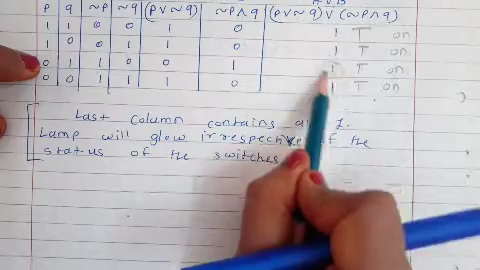 p q ~p ~q (p∨~q) ~p∧q (p∨~q)∨(~p∧q)
1 1 0 0 1 0 1 T on
1 0 0 1 1 0 1 T on
0 1 1 0 0 1 1 T on
0 0 1 1 1 0 1 T on
Last column contains all 1.
Lamp will glow irrespective of the
status of the switches